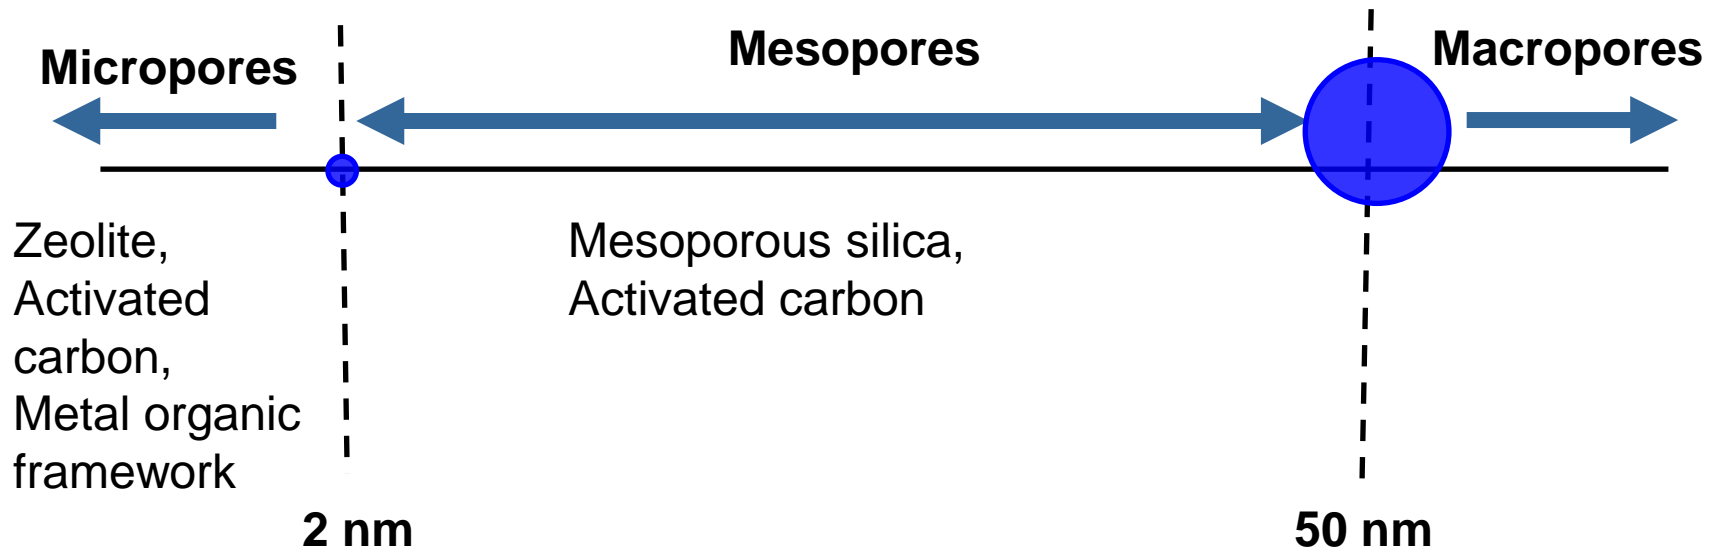 Micropores
Mesopores
Macropores
Zeolite,
Activated
carbon,
Metal organic
framework
Mesoporous silica,
Activated carbon
2 nm
50 nm